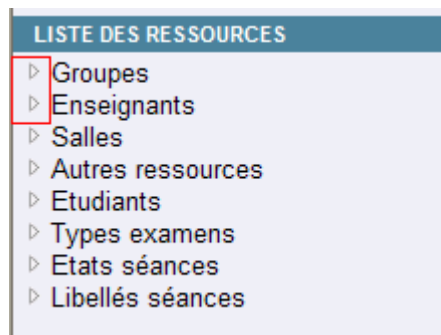 LISTE DES RESSOURCES
Groupes
Enseignants
Salles
Autres ressources
Etudiants
Types examens
Etats séances
Libellés séances